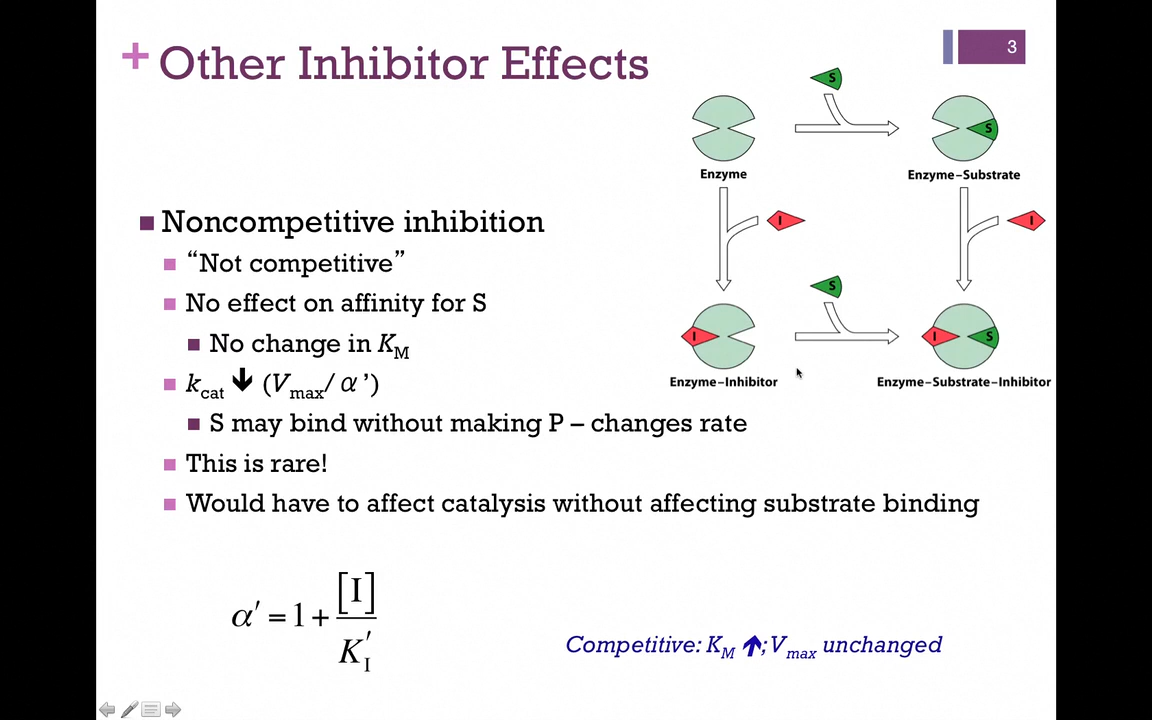 + Other Inhibitor Effects
3
S
S
Enzyme
Enzyme–Substrate
I
I
S
I
I
S
Enzyme–Inhibitor
Enzyme–Substrate–Inhibitor
Noncompetitive inhibition
“Not competitive”
No effect on affinity for S
No change in KM
kcat 🡇 (Vmax/α’)
S may bind without making P – changes rate
This is rare!
Would have to affect catalysis without affecting substrate binding
α′ = 1 + [I] / K′I
Competitive: KM 🡅; Vmax unchanged